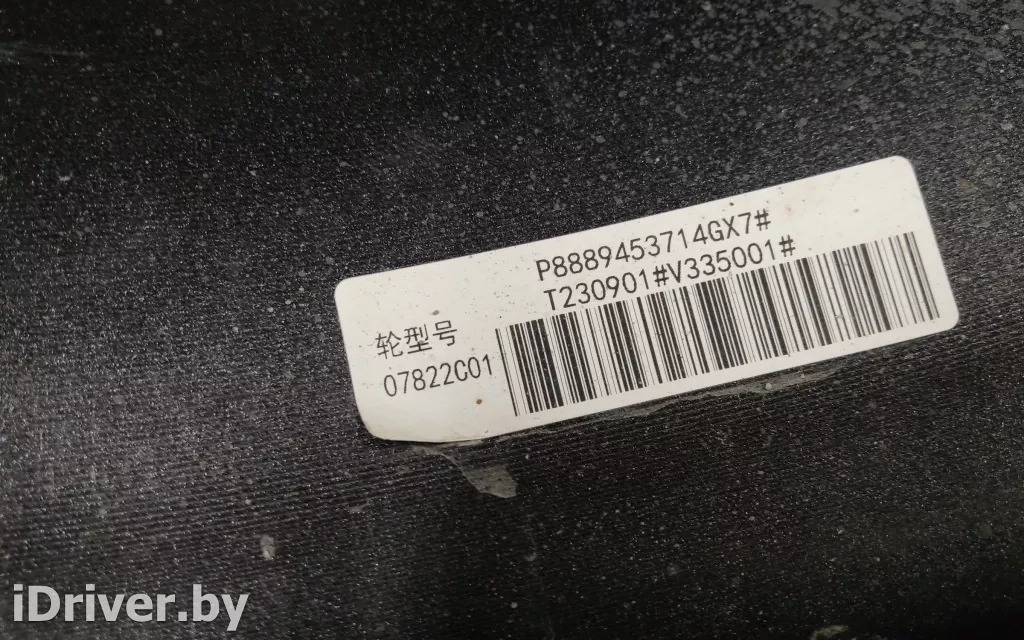 P8889453714GX7#
T230901#V335001#
轮型号
07822C01
iDriver.by